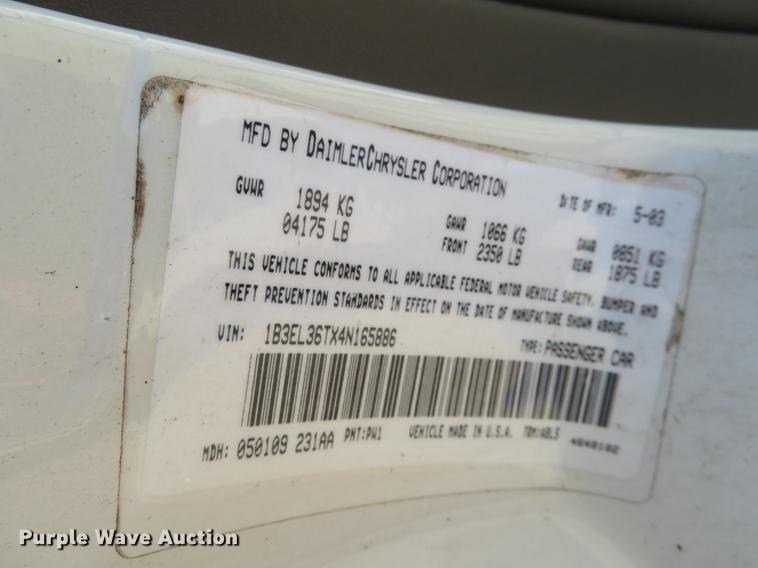 MFD BY DAIMLERCHRYSLER CORPORATION
DATE OF MFR: 5-03
GVWR 1894 KG
04175 LB
GAWR 1066 KG
FRONT 2350 LB
GAWR 0851 KG
REAR 1875 LB
THIS VEHICLE CONFORMS TO ALL APPLICABLE FEDERAL MOTOR VEHICLE SAFETY, BUMPER AND
THEFT PREVENTION STANDARDS IN EFFECT ON THE DATE OF MANUFACTURE SHOWN ABOVE.
VIN: 1B3EL36TX4N165886
TYPE: PASSENGER CAR
MDH: 050109 231AA PNT: PW1 VEHICLE MADE IN U.S.A. TRM: ABL5 4648102
Purple Wave Auction